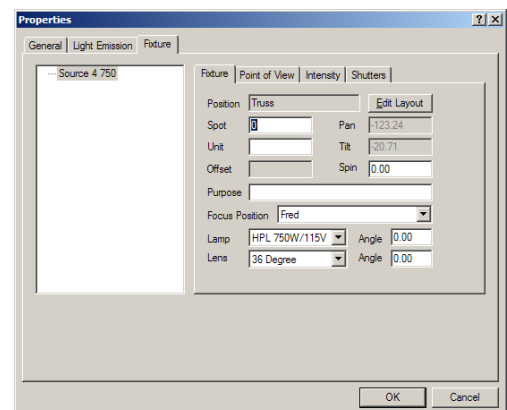 Properties ? X
General Light Emission Fixture
Source 4 750
Fixture Point of View Intensity Shutters
Position Truss Edit Layout
Spot 0 Pan -123.24
Unit Tilt -20.71
Offset Spin 0.00
Purpose
Focus Position Fred
Lamp HPL 750W/115V Angle 0.00
Lens 36 Degree Angle 0.00
OK Cancel